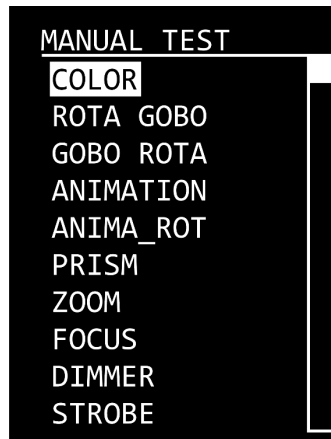 MANUAL TEST
COLOR
ROTA GOBO
GOBO ROTA
ANIMATION
ANIMA_ROT
PRISM
ZOOM
FOCUS
DIMMER
STROBE